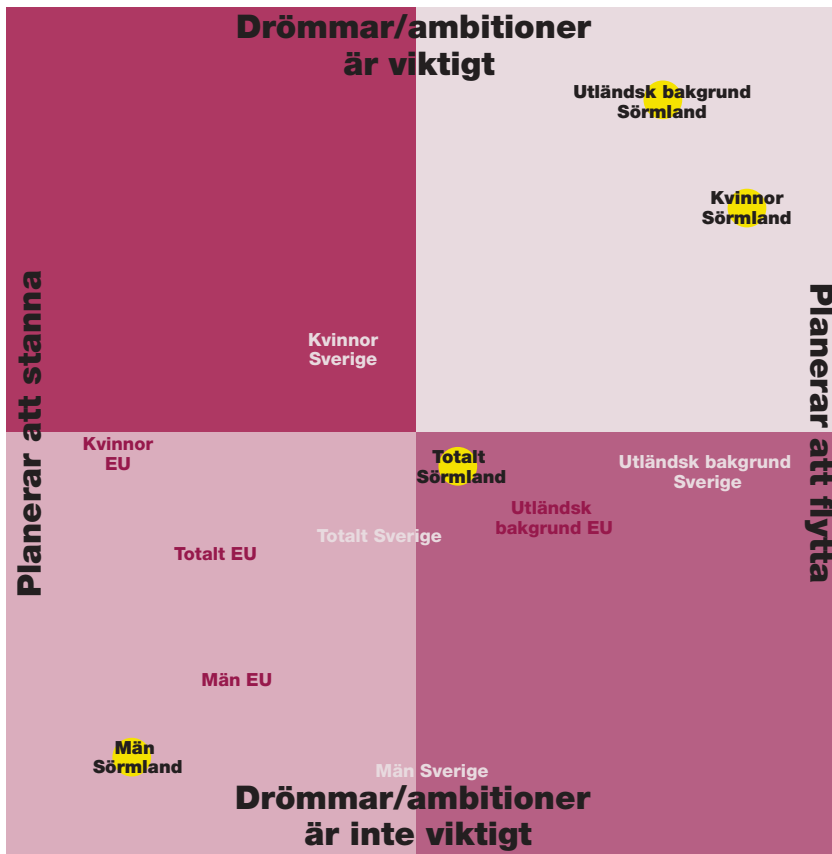 Drömmar/ambitioner
är viktigt
Utländsk bakgrund
Sörmland
Kvinnor
Sörmland
Planerar att stanna
Planerar att flytta
Kvinnor
Sverige
Kvinnor
EU
Totalt
Sörmland
Utländsk bakgrund
Sverige
Utländsk
bakgrund EU
Totalt Sverige
Totalt EU
Män EU
Män
Sörmland
Män Sverige
Drömmar/ambitioner
är inte viktigt